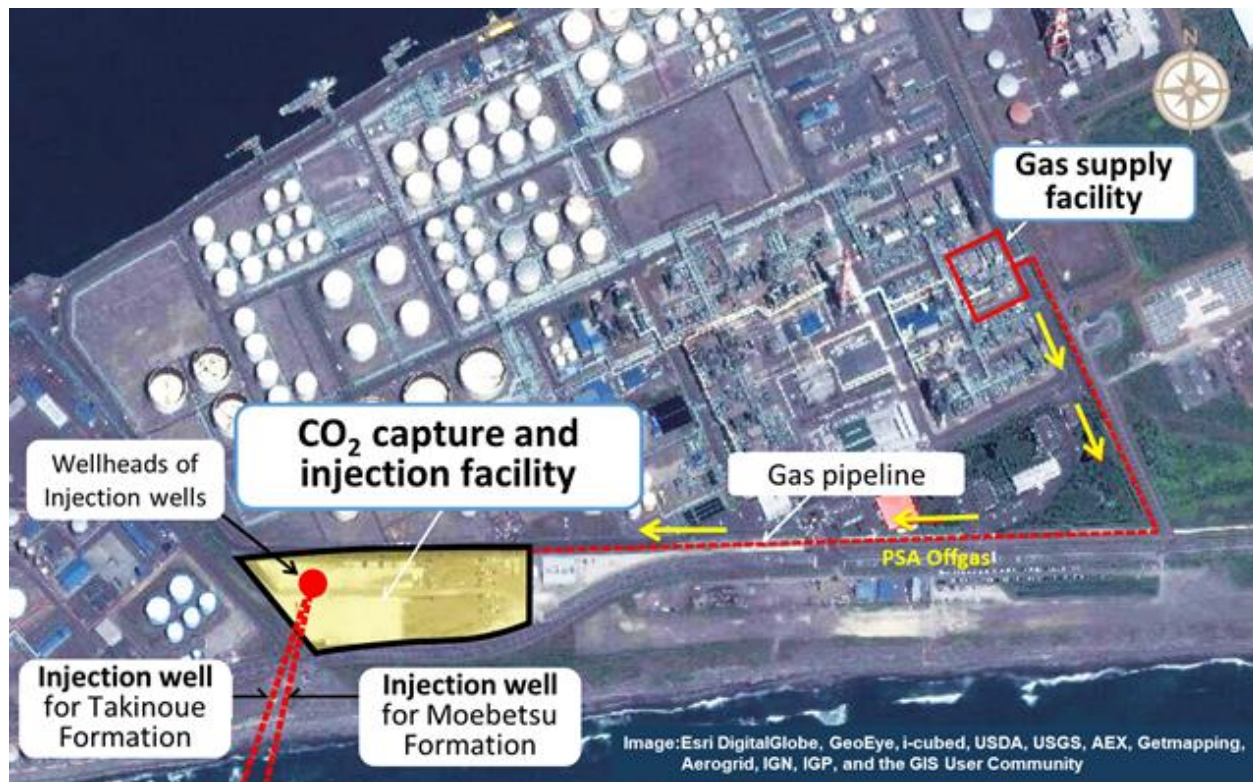 Gas supply
facility
CO₂ capture and
injection facility
Wellheads of
Injection wells
Gas pipeline
PSA Offgas
Injection well
for Takinoue
Formation
Injection well
for Moebetsu
Formation
Image:Esri DigitalGlobe, GeoEye, i-cubed, USDA, USGS, AEX, Getmapping,
Aerogrid, IGN, IGP, and the GIS User Community